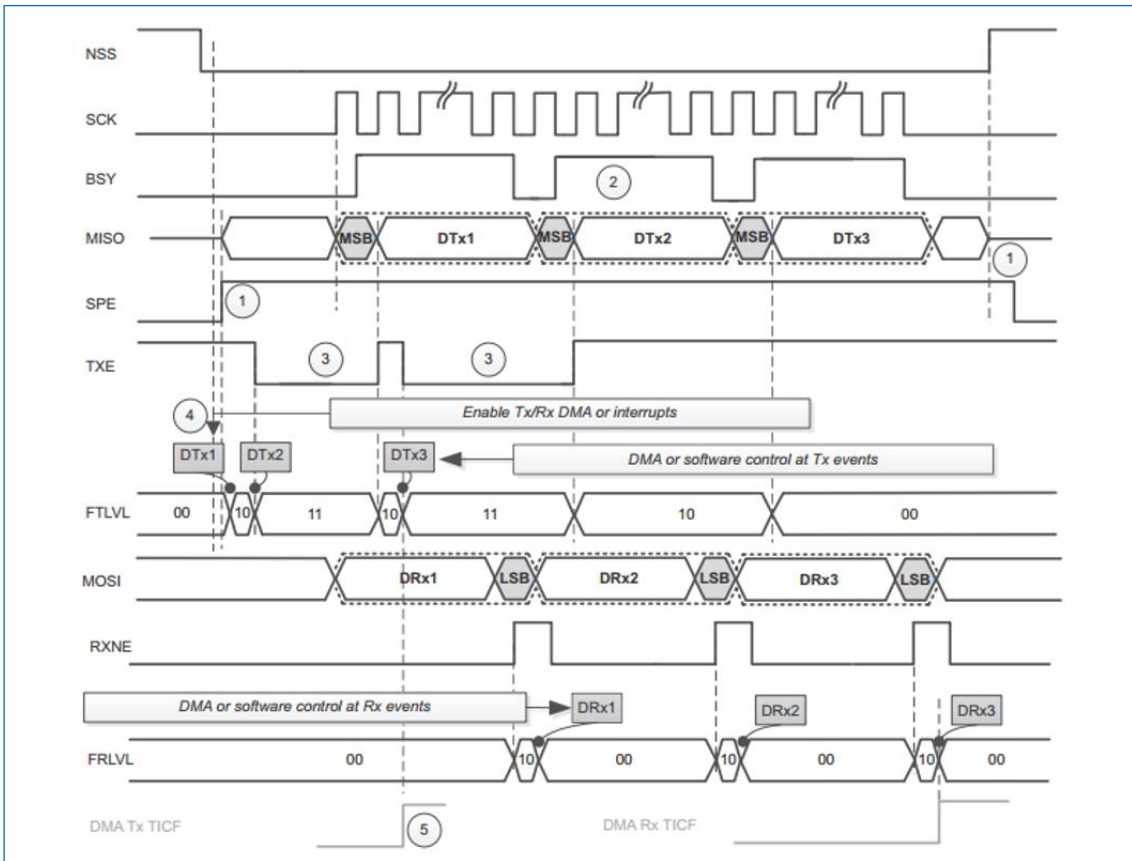 NSS
SCK
BSY
2
MISO
MSB
DTx1
MSB
DTx2
MSB
DTx3
1
SPE
1
TXE
3
3
4
Enable Tx/Rx DMA or interrupts
DTx1
DTx2
DTx3
DMA or software control at Tx events
FTLVL
00
10
11
10
11
10
00
MOSI
DRx1
LSB
DRx2
LSB
DRx3
LSB
RXNE
DMA or software control at Rx events
DRx1
DRx2
DRx3
FRLVL
00
10
00
10
00
10
00
DMA Tx TICF
5
DMA Rx TICF